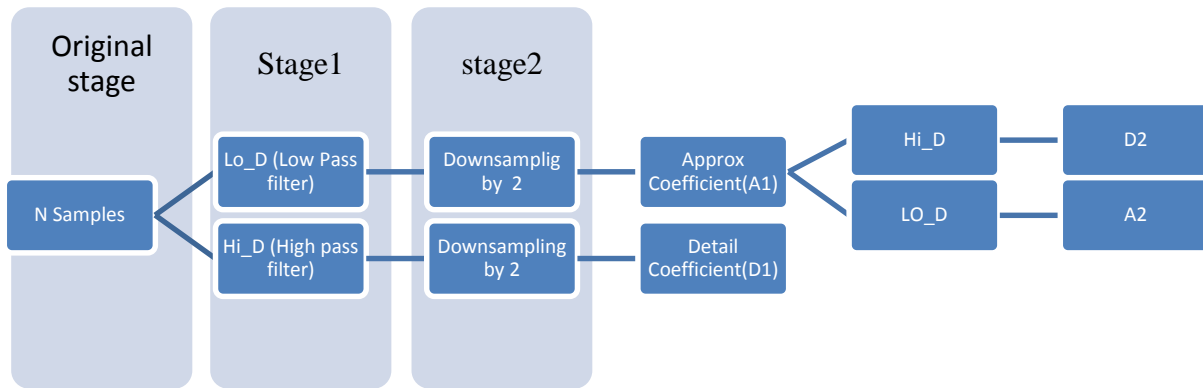 Original
stage
Stage1
stage2
N Samples
Lo_D (Low Pass
filter)
Downsamplig
by 2
Approx
Coefficient(A1)
Hi_D
D2
LO_D
A2
Hi_D (High pass
filter)
Downsampling
by 2
Detail
Coefficient(D1)